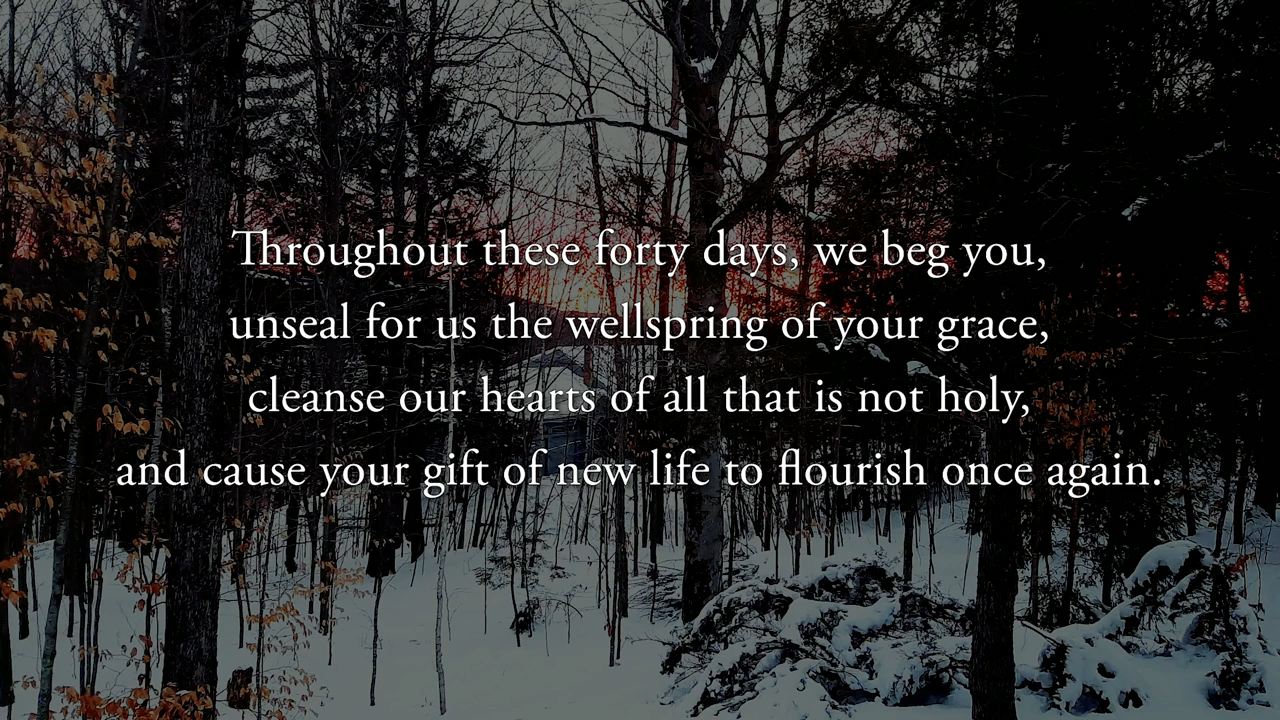 Throughout these forty days, we beg you,
unseal for us the wellspring of your grace,
cleanse our hearts of all that is not holy,
and cause your gift of new life to flourish once again.